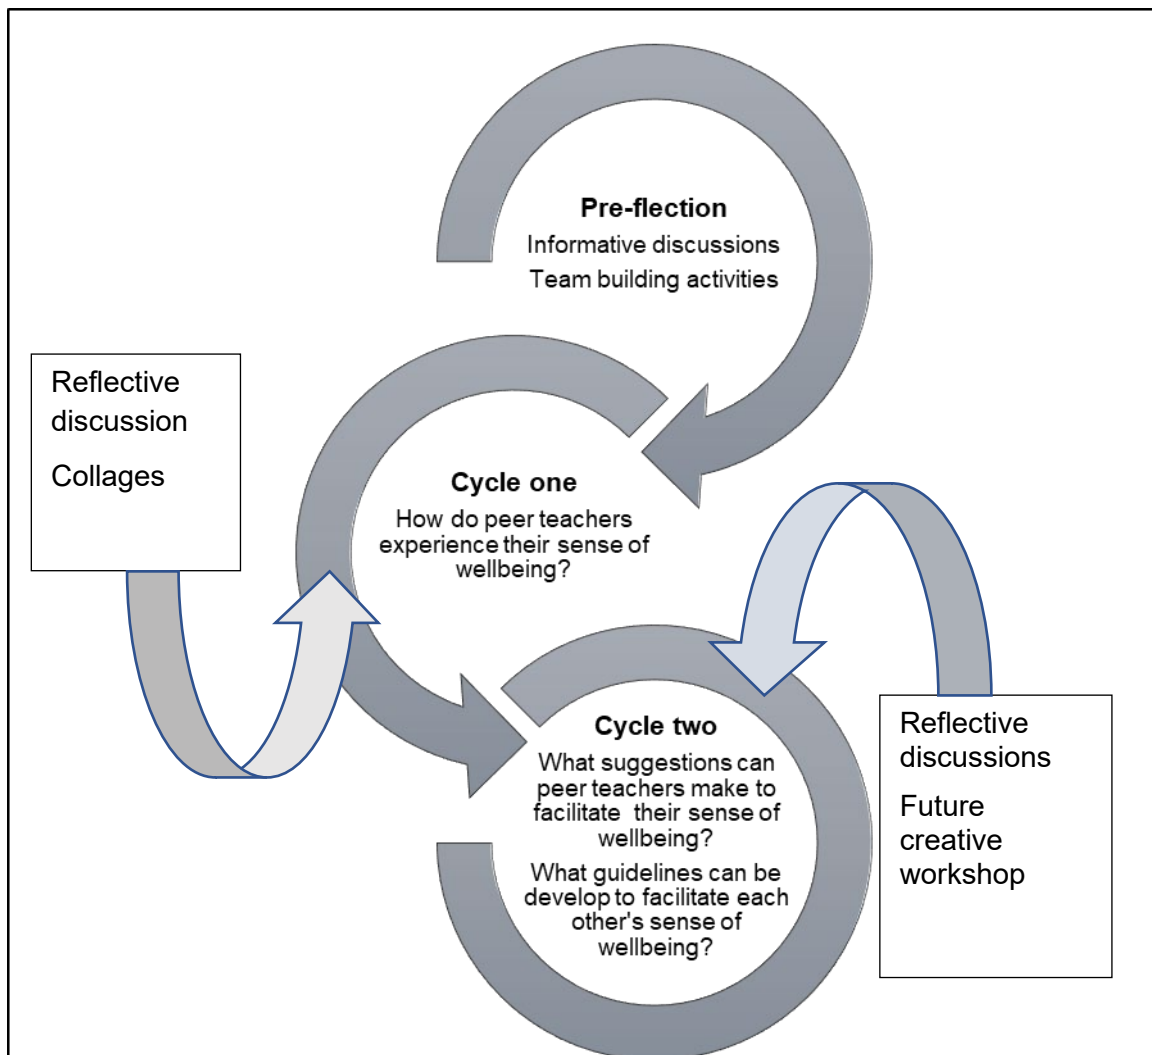 Pre-flection
Informative discussions
Team building activities
Reflective
discussion
Collages
Cycle one
How do peer teachers
experience their sense of
wellbeing?
Cycle two
What suggestions can
peer teachers make to
facilitate their sense of
wellbeing?
What guidelines can be
develop to facilitate each
other's sense of
wellbeing?
Reflective
discussions
Future
creative
workshop